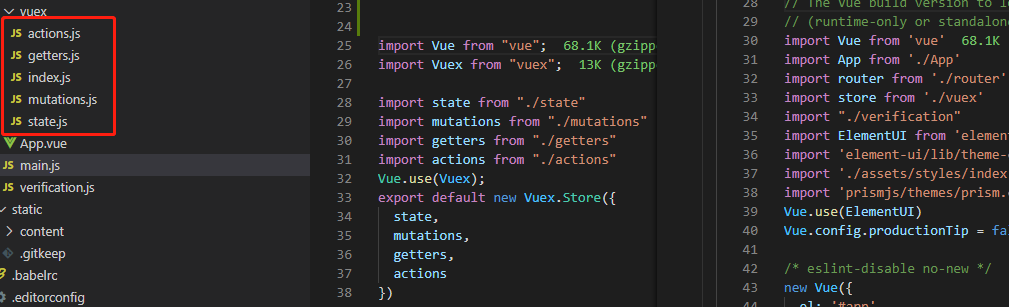 vuex
JS actions.js
JS getters.js
JS index.js
JS mutations.js
JS state.js
App.vue
JS main.js
JS verification.js
static
content
.gitkeep
.babelrc
.editorconfig
23
24
25 import Vue from "vue"; 68.1K (gzipp
26 import Vuex from "vuex"; 13K (gzipp
27
28 import state from "./state"
29 import mutations from "./mutations"
30 import getters from "./getters"
31 import actions from "./actions"
32 Vue.use(Vuex);
33 export default new Vuex.Store({
34 state,
35 mutations,
36 getters,
37 actions
38 })
28 // The Vue build version to l
29 // (runtime-only or standalon
30 import Vue from 'vue' 68.1K
31 import App from './App'
32 import router from './router'
33 import store from './vuex'
34 import "./verification"
35 import ElementUI from 'elemen
36 import 'element-ui/lib/theme-
37 import './assets/styles/index
38 import 'prismjs/themes/prism.
39 Vue.use(ElementUI)
40 Vue.config.productionTip = fa
41
42 /* eslint-disable no-new */
43 new Vue({
44 el: '#app'